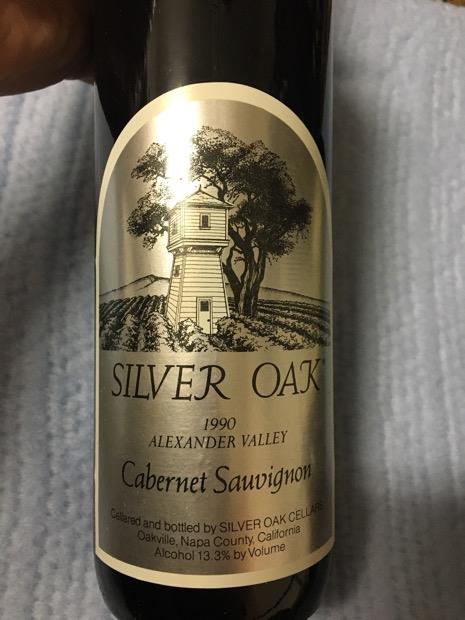 SILVER OAK
1990
ALEXANDER VALLEY
Cabernet Sauvignon
Cellared and bottled by SILVER OAK CELLARS
Oakville, Napa County, California
Alcohol 13.3% by Volume